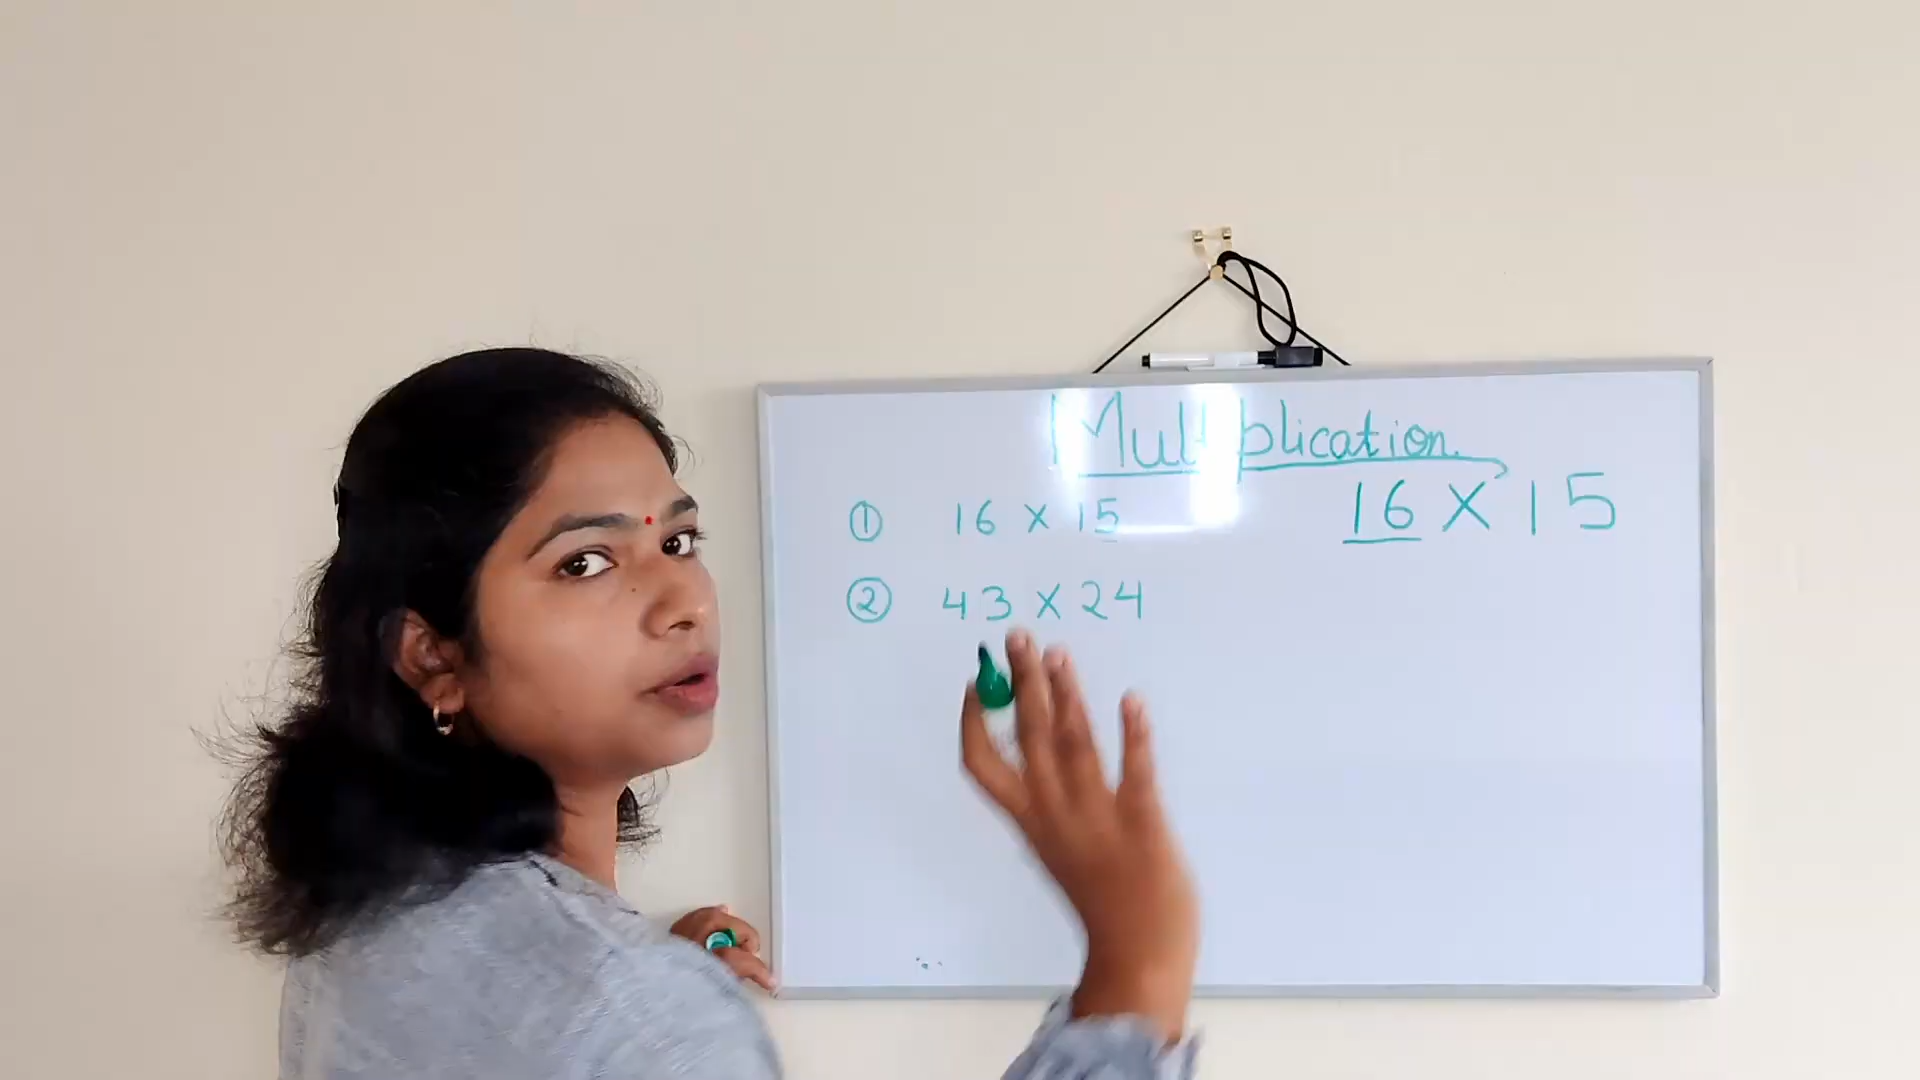 Multiplication.
① 16 × 15
② 43 × 24
16 × 15